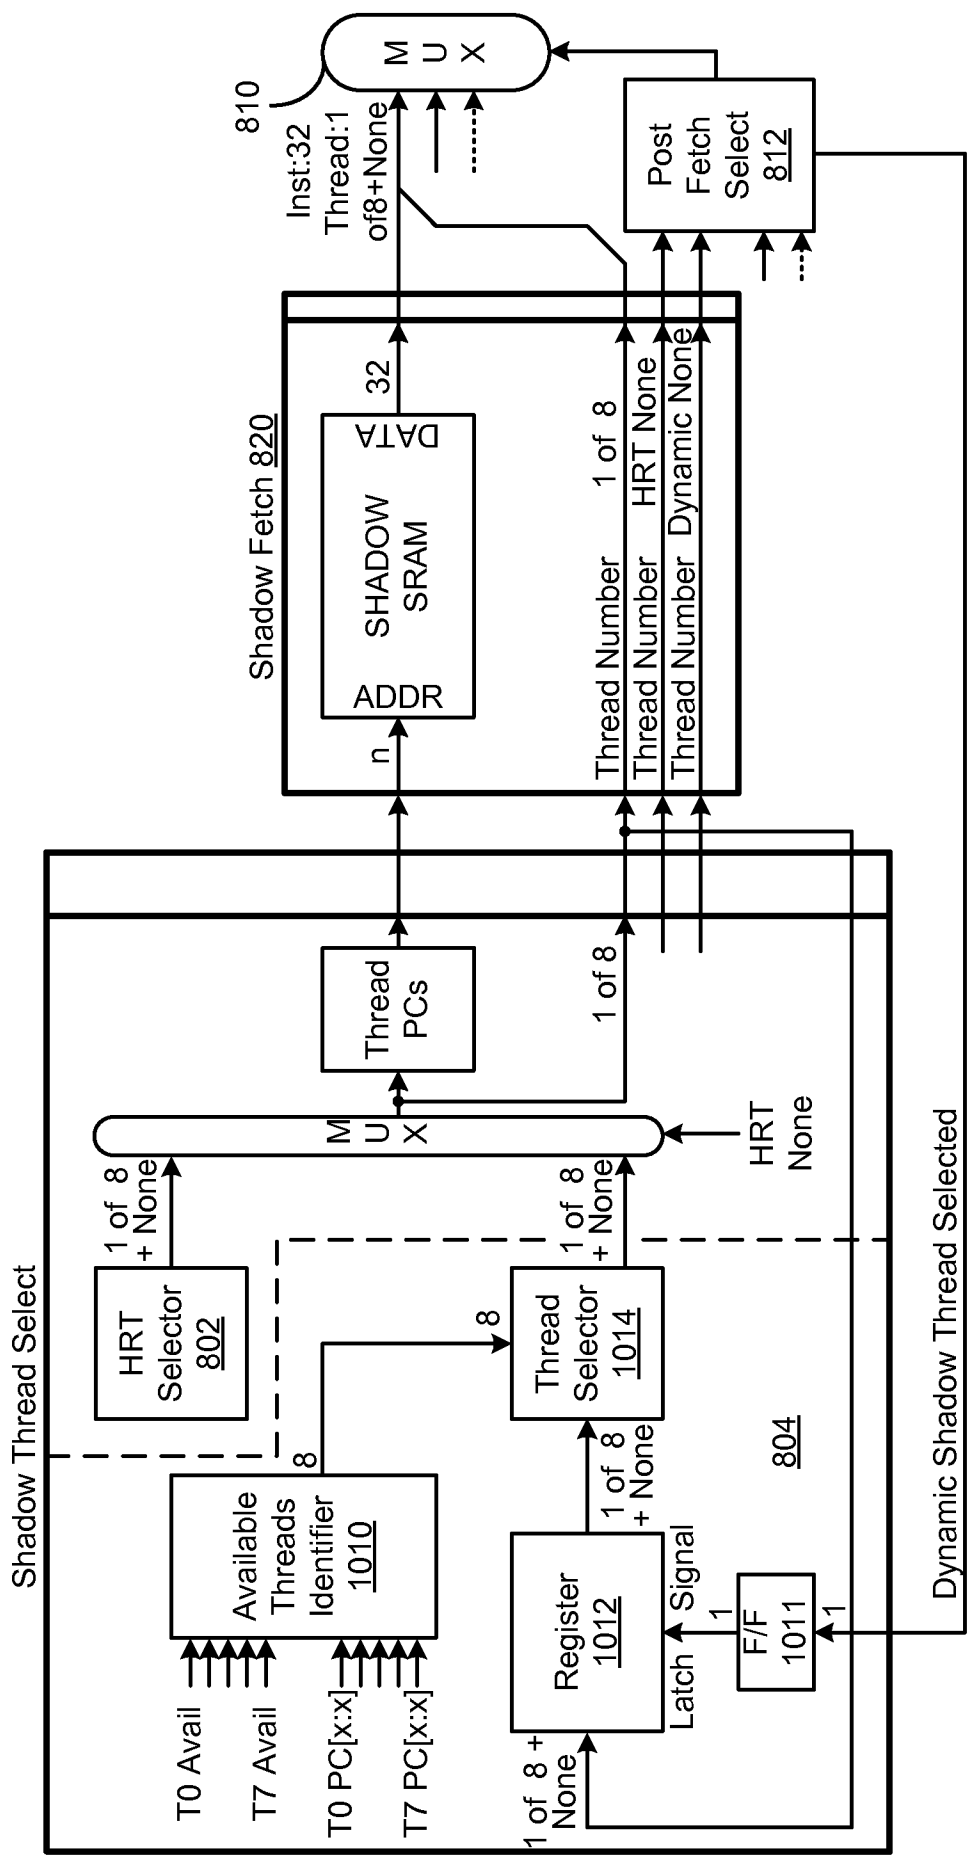 Shadow Thread Select
T0 Avail
T7 Avail
T0 PC[x:x]
T7 PC[x:x]
Available
Threads
Identifier
1010
8
8
HRT
Selector
802
1 of 8
+ None
1 of 8 +
None
Register
1012
Latch Signal
1
F/F
1011
1
1 of 8
+ None
Thread
Selector
1014
1 of 8
+ None
804
M
U
X
HRT
None
Thread
PCs
1 of 8
Shadow Fetch 820
n
ADDR
SHADOW
SRAM
DATA
32
Thread Number 1 of 8
Thread Number HRT None
Thread Number Dynamic None
Inst:32
Thread:1
of8+None
810
M
U
X
Post
Fetch
Select
812
Dynamic Shadow Thread Selected